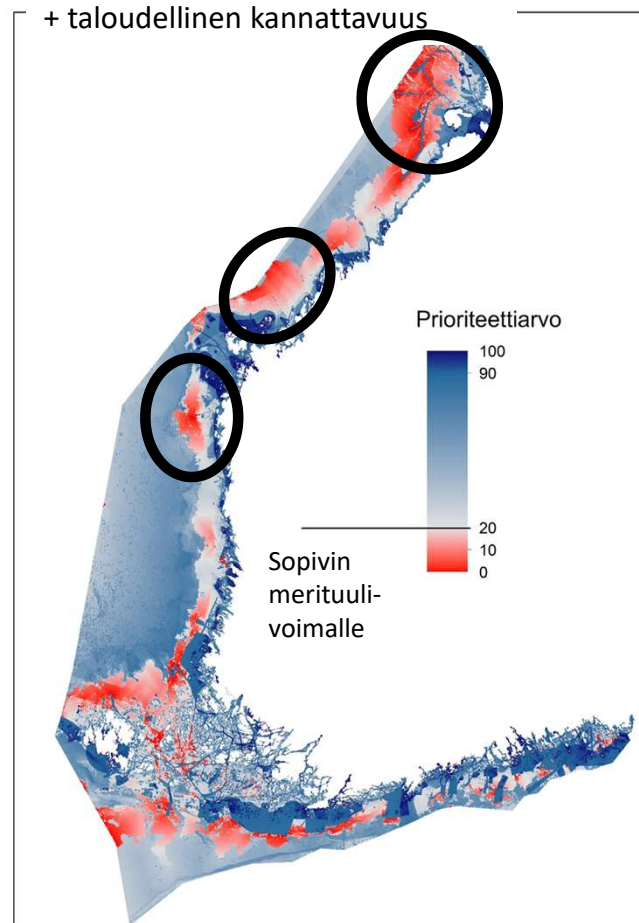 + taloudellinen kannattavuus
Prioriteettiarvo
100
90
20
10
0
Sopivin
merituuli-
voimalle